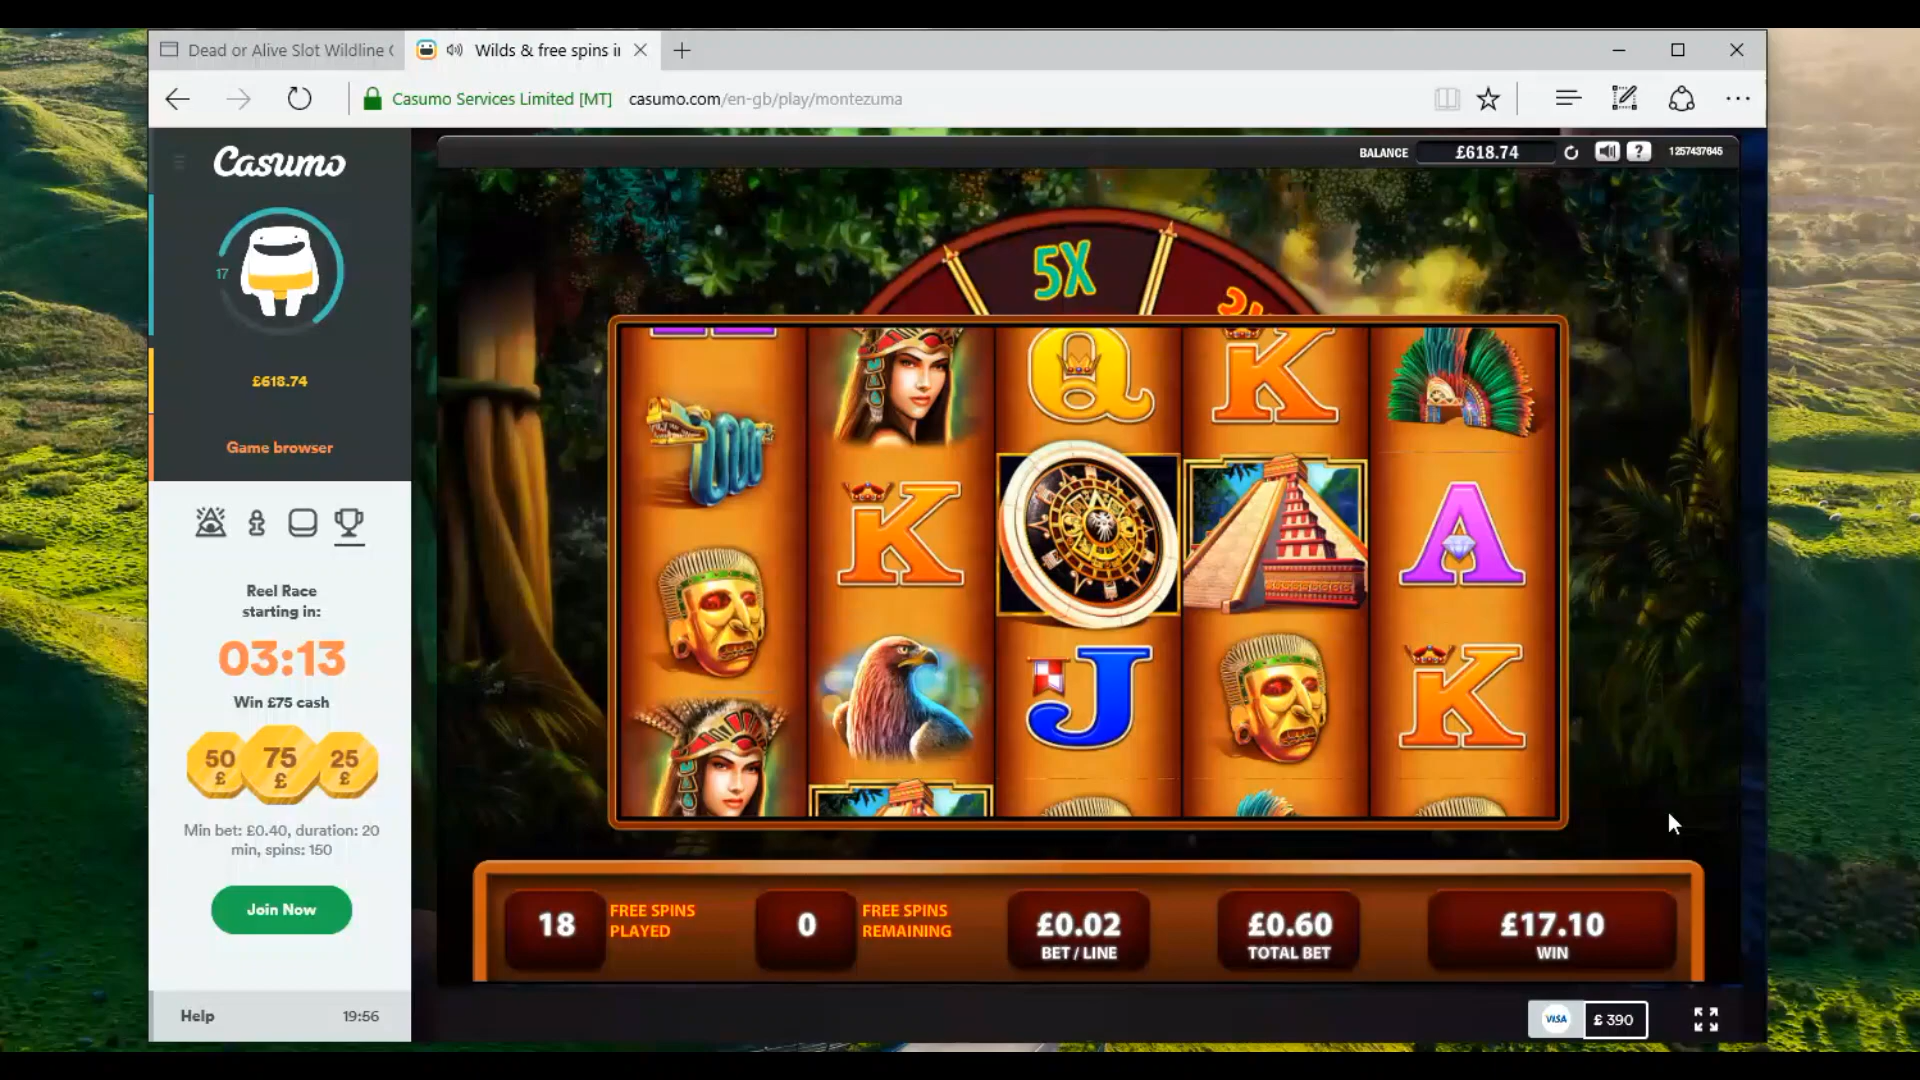 Dead or Alive Slot Wildline
Wilds & free spins
Casumo Services Limited [MT] casumo.com/en-gb/play/montezuma
Casumo
17
£618.74
Game browser
Reel Race
starting in:
03:13
Win £75 cash
50 £ 75 £ 25 £
Min bet: £0.40, duration: 20
min, spins: 150
Join Now
Help 19:56
BALANCE £618.74 ? 1257437645
5X
Q K
K A
J K
18 FREE SPINS PLAYED
0 FREE SPINS REMAINING
£0.02
BET / LINE
£0.60
TOTAL BET
£17.10
WIN
VISA £ 390